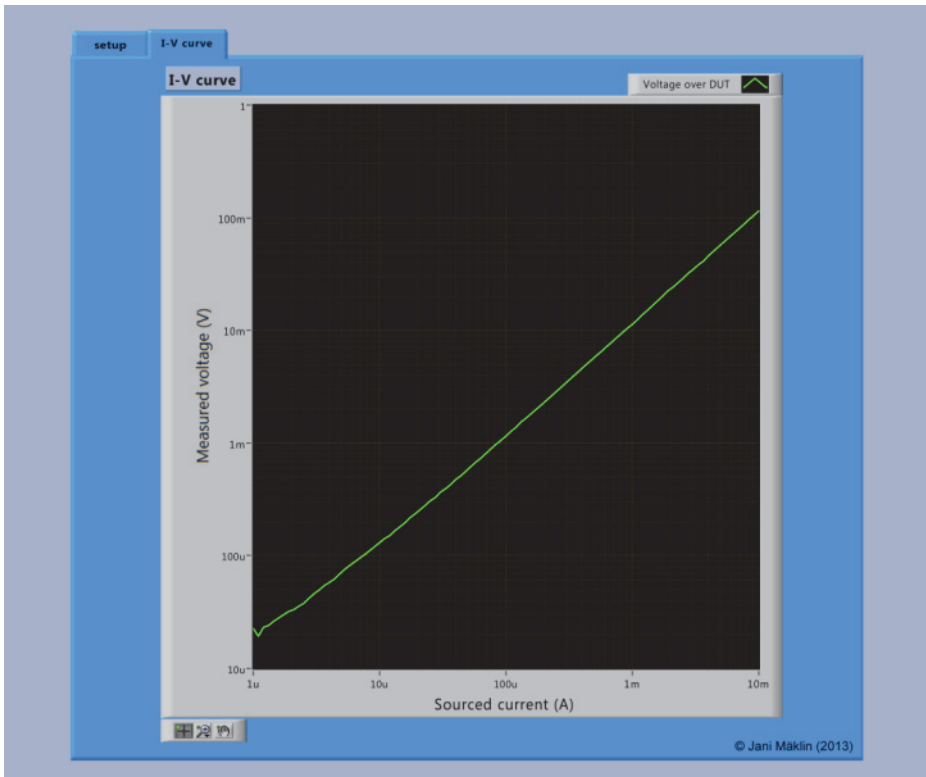 setup
I-V curve
I-V curve
Voltage over DUT
1
100m
10m
1m
100u
10u
Measured voltage (V)
1u
10u
100u
1m
10m
Sourced current (A)
© Jani Mäklin (2013)